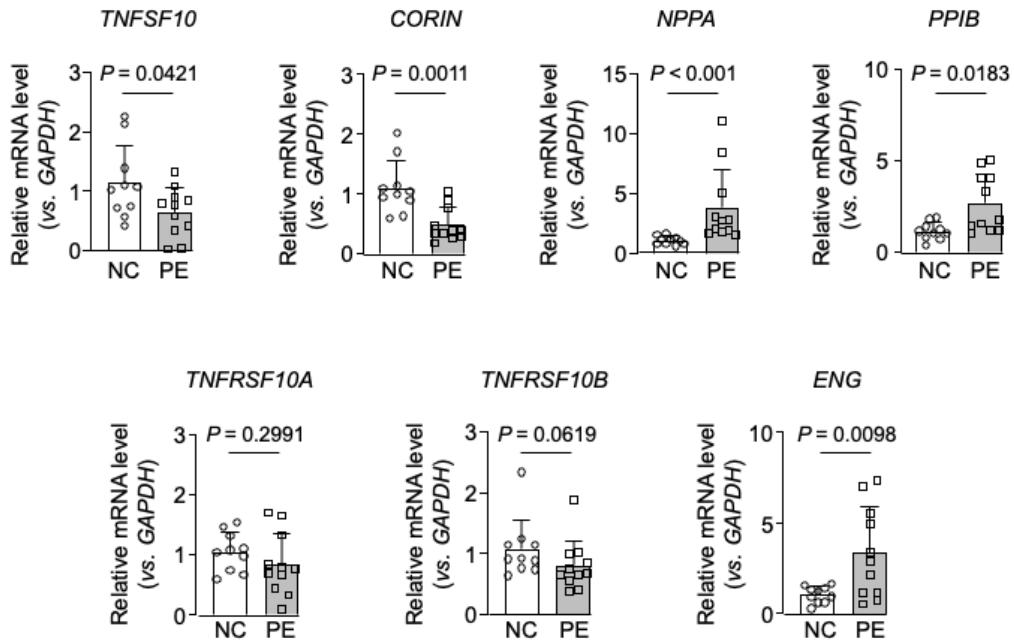 TNFSF10
Relative mRNA level
(vs. GAPDH)
P = 0.0421
3
2
1
0
NC PE
CORIN
Relative mRNA level
(vs. GAPDH)
P = 0.0011
3
2
1
0
NC PE
NPPA
Relative mRNA level
(vs. GAPDH)
P < 0.001
15
10
5
0
NC PE
PPIB
Relative mRNA level
(vs. GAPDH)
P = 0.0183
10
5
0
NC PE
TNFRSF10A
Relative mRNA level
(vs. GAPDH)
P = 0.2991
3
2
1
0
NC PE
TNFRSF10B
Relative mRNA level
(vs. GAPDH)
P = 0.0619
3
2
1
0
NC PE
ENG
Relative mRNA level
(vs. GAPDH)
P = 0.0098
10
5
0
NC PE